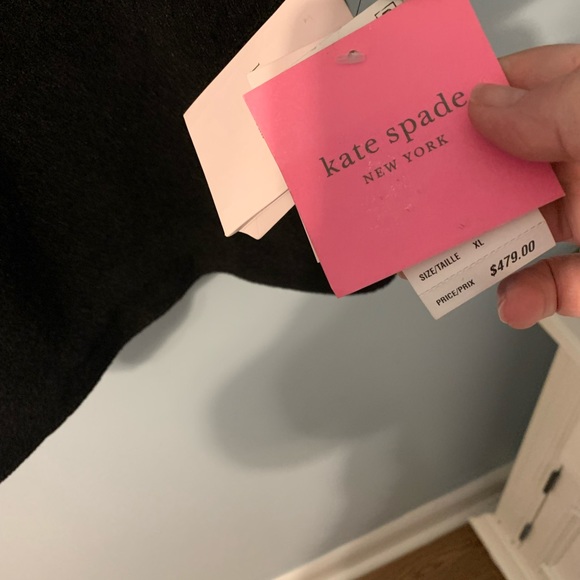 kate spade
NEW YORK
SIZE/TAILLE XL
PRICE/PRIX $479.00